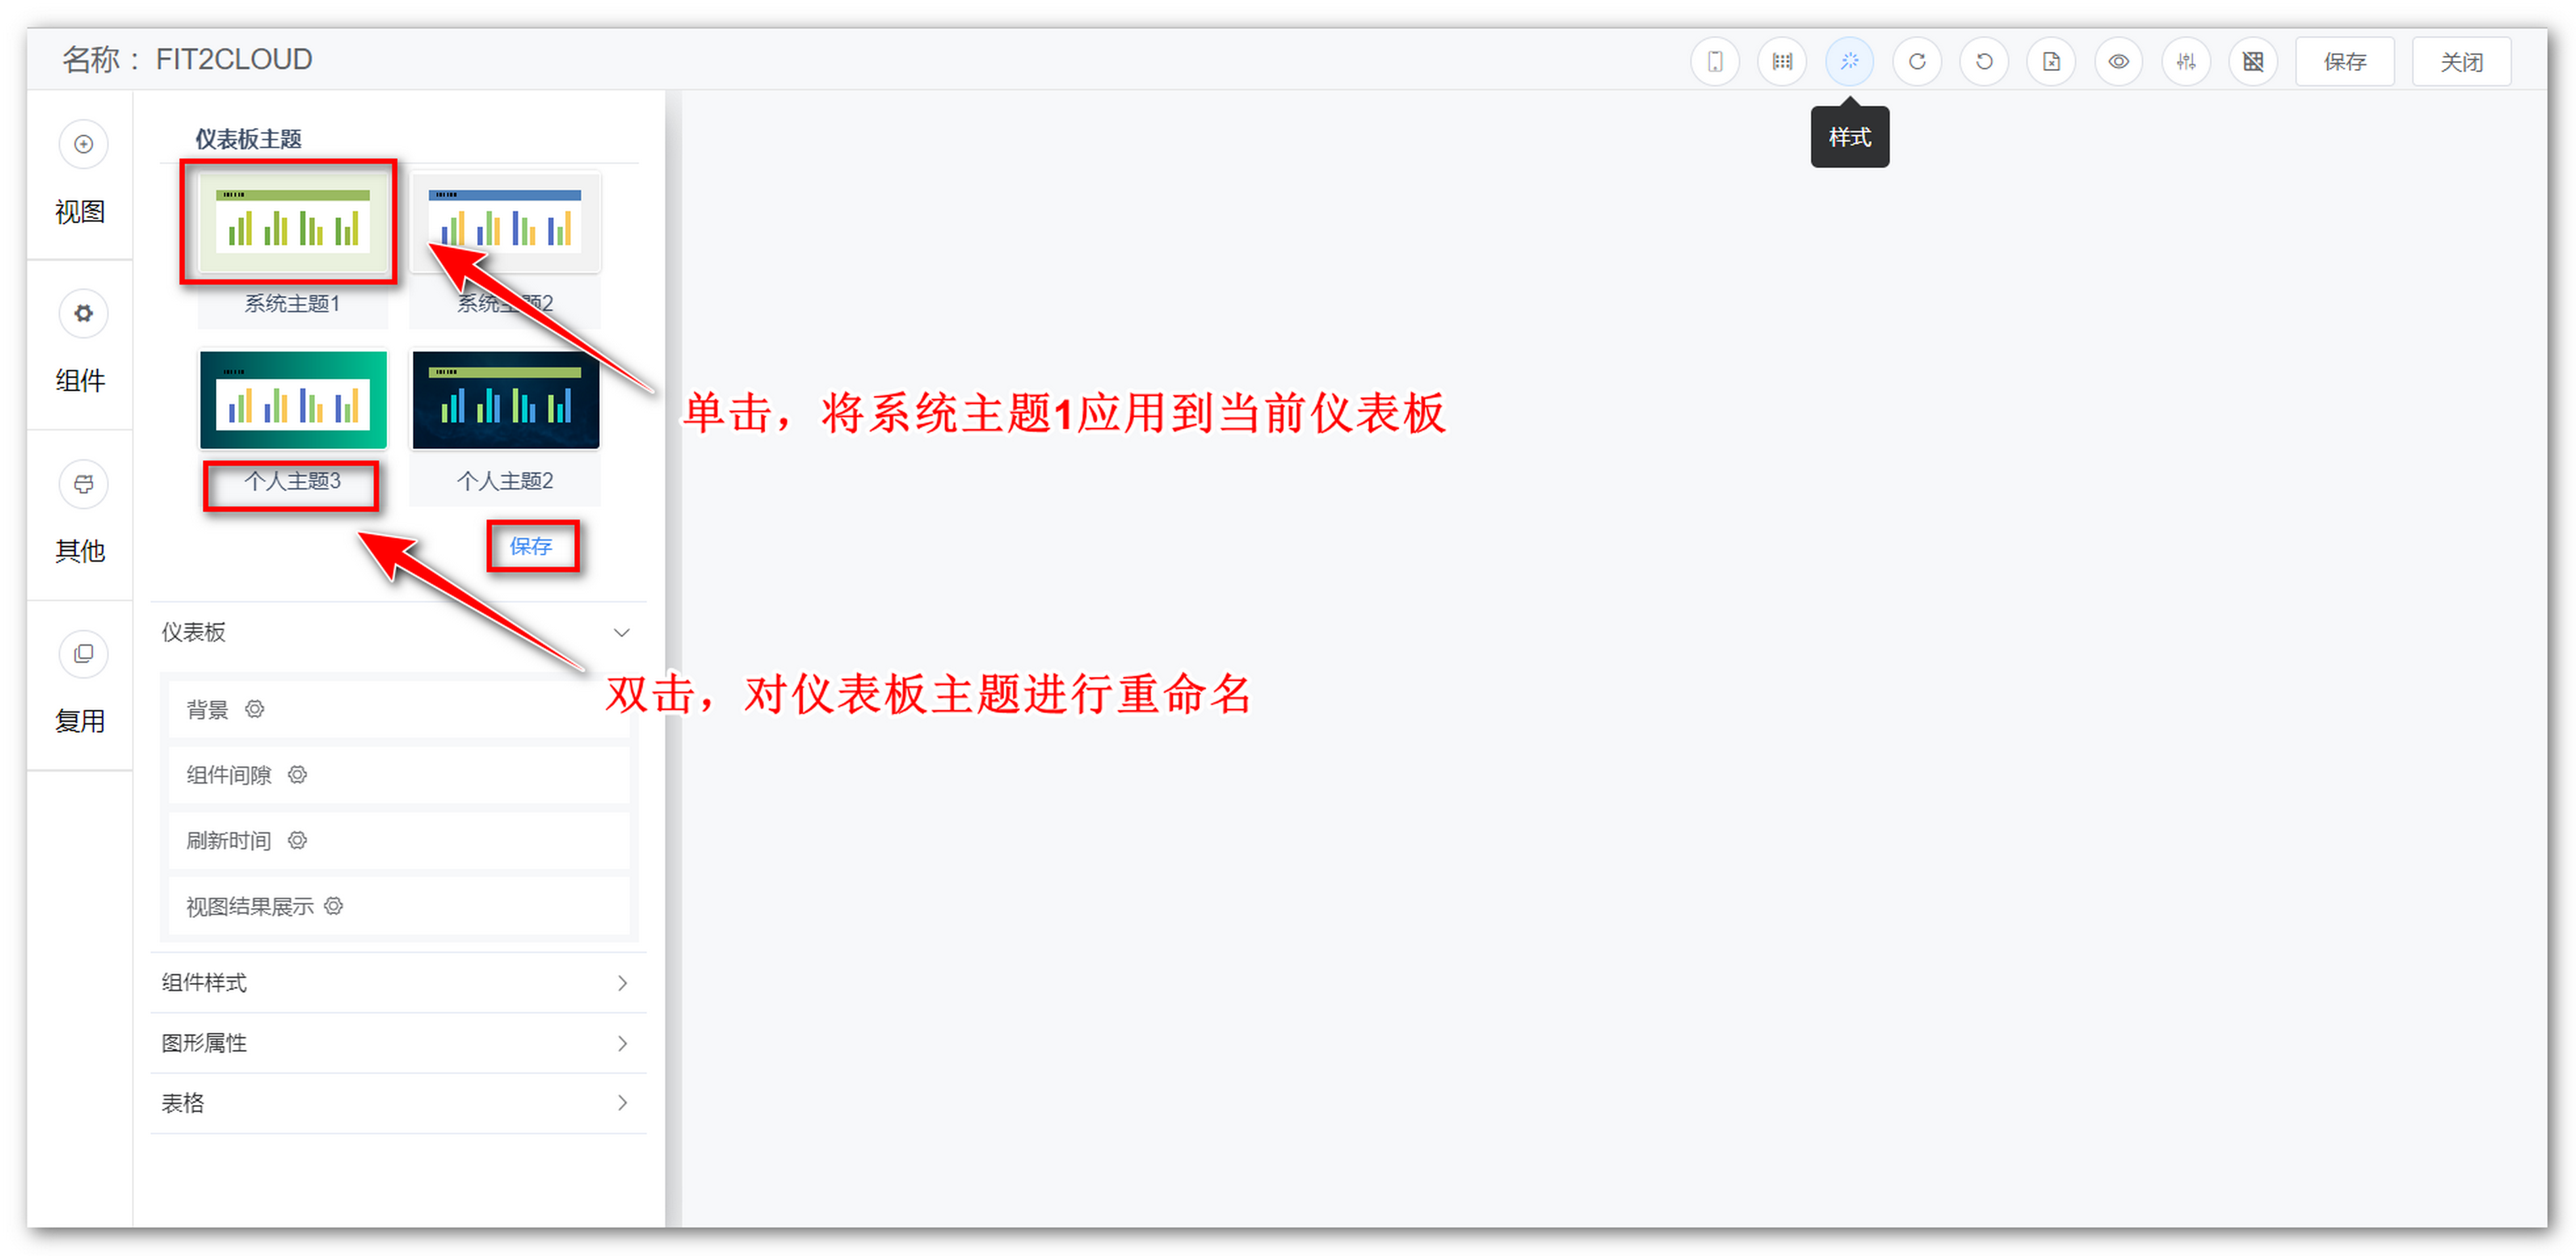 名称： FIT2CLOUD
保存
关闭
样式
视图
组件
其他
复用
仪表板主题
系统主题1
系统主题2
个人主题3
个人主题2
保存
单击，将系统主题1应用到当前仪表板
双击，对仪表板主题进行重命名
仪表板
背景
组件间隙
刷新时间
视图结果展示
组件样式
图形属性
表格